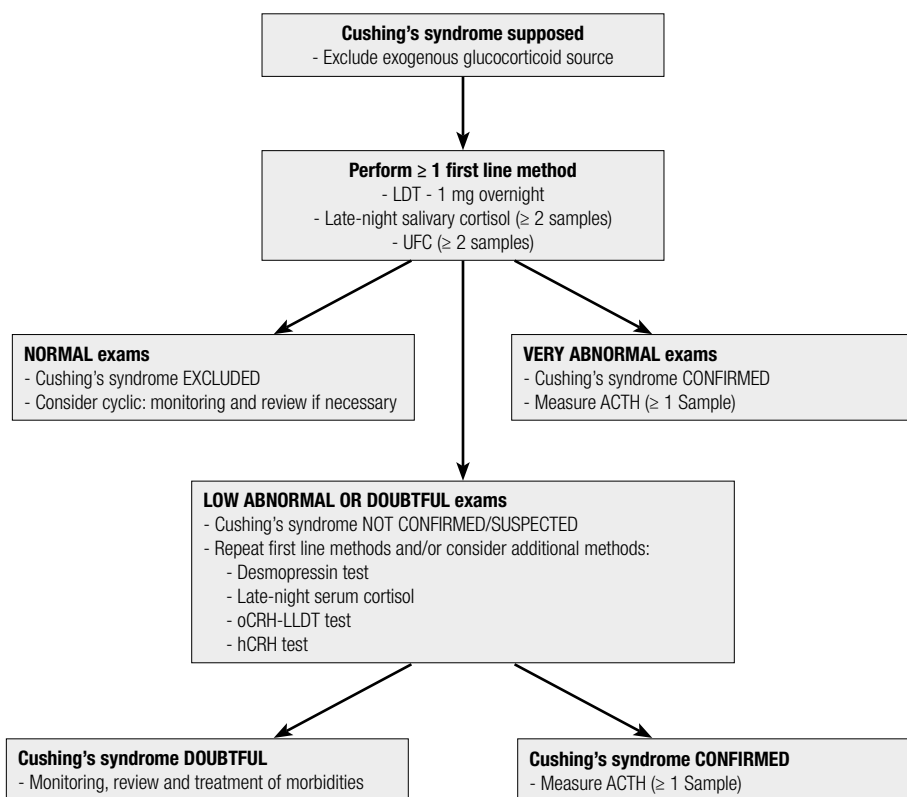 Cushing's syndrome supposed
- Exclude exogenous glucocorticoid source
Perform ≥ 1 first line method
- LDT - 1 mg overnight
- Late-night salivary cortisol (≥ 2 samples)
- UFC (≥ 2 samples)
NORMAL exams
- Cushing's syndrome EXCLUDED
- Consider cyclic: monitoring and review if necessary
VERY ABNORMAL exams
- Cushing's syndrome CONFIRMED
- Measure ACTH (≥ 1 Sample)
LOW ABNORMAL OR DOUBTFUL exams
- Cushing's syndrome NOT CONFIRMED/SUSPECTED
- Repeat first line methods and/or consider additional methods:
- Desmopressin test
- Late-night serum cortisol
- oCRH-LLDT test
- hCRH test
Cushing's syndrome DOUBTFUL
- Monitoring, review and treatment of morbidities
Cushing's syndrome CONFIRMED
- Measure ACTH (≥ 1 Sample)